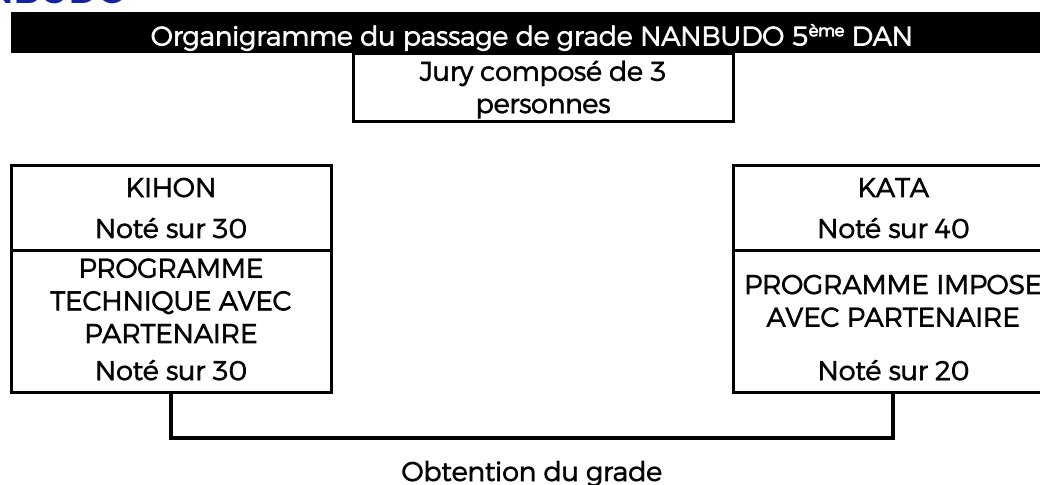 NBUDO
Organigramme du passage de grade NANBUDO 5ème DAN
Jury composé de 3
personnes
KIHON
Noté sur 30
PROGRAMME
TECHNIQUE AVEC
PARTENAIRE
Noté sur 30
KATA
Noté sur 40
PROGRAMME IMPOSE
AVEC PARTENAIRE
Noté sur 20
Obtention du grade